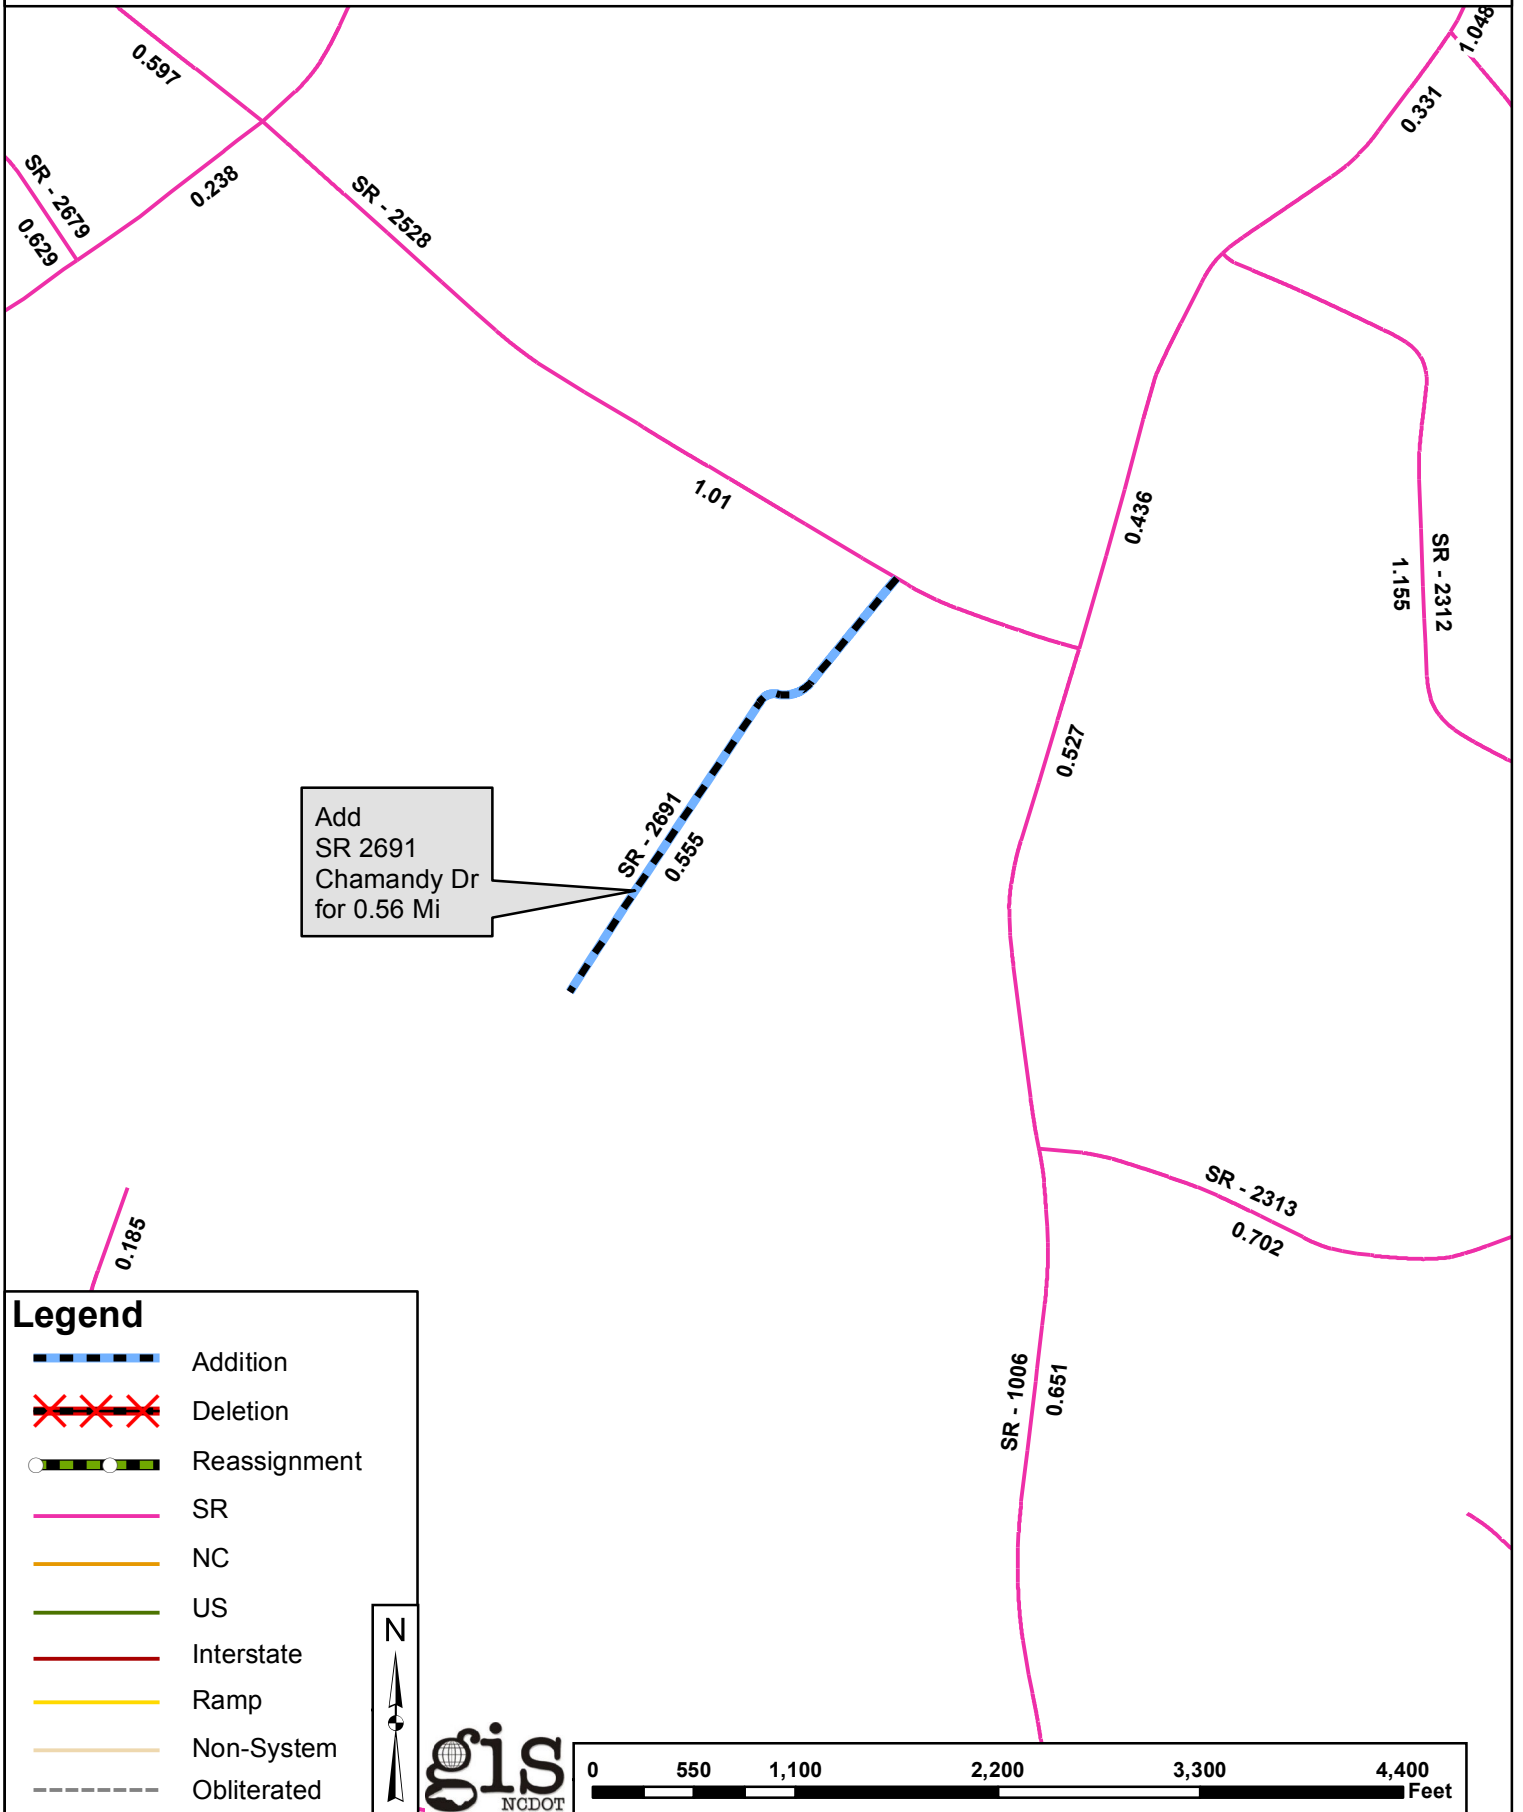 0.597
1.048
0.331
SR - 2679
0.629
0.238
SR - 2528
1.01
0.436
SR - 2312
1.155
0.527
SR - 2691
0.555
Add
SR 2691
Chamandy Dr
for 0.56 Mi
SR - 2313
0.702
0.185
SR - 1006
0.651
Legend
Addition
Deletion
Reassignment
SR
NC
US
Interstate
Ramp
Non-System
Obliterated
N
gis
NCDOT
0 550 1,100 2,200 3,300 4,400
Feet